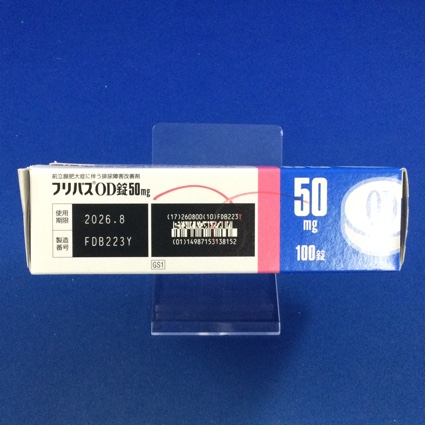 前立腺肥大症に伴う排尿障害改善剤
フリバス®OD錠50mg
使用期限 2026.8
製造番号 FDB223Y
(17)260800(10)FDB223Y
(01)14987153138152
GS1
50
mg
100錠